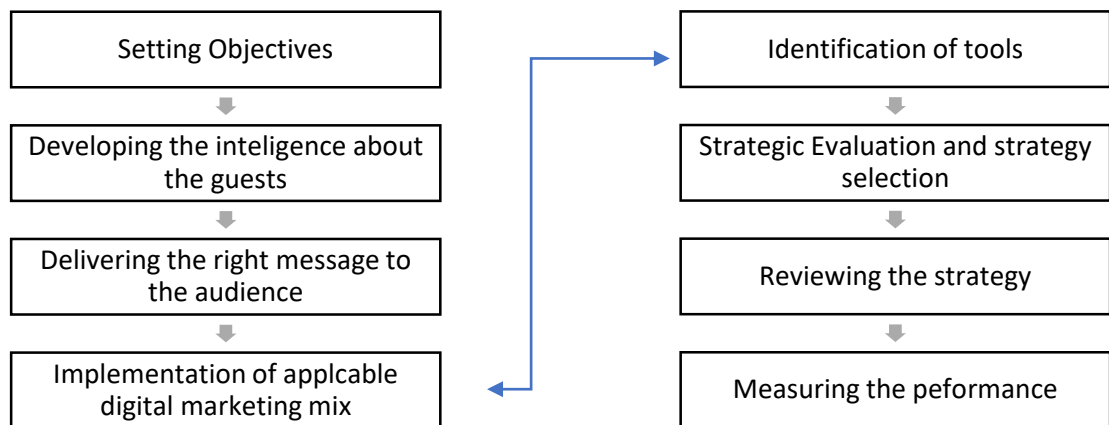 Setting Objectives
Developing the inteligence about
the guests
Delivering the right message to
the audience
Implementation of applcable
digital marketing mix
Identification of tools
Strategic Evaluation and strategy
selection
Reviewing the strategy
Measuring the peformance